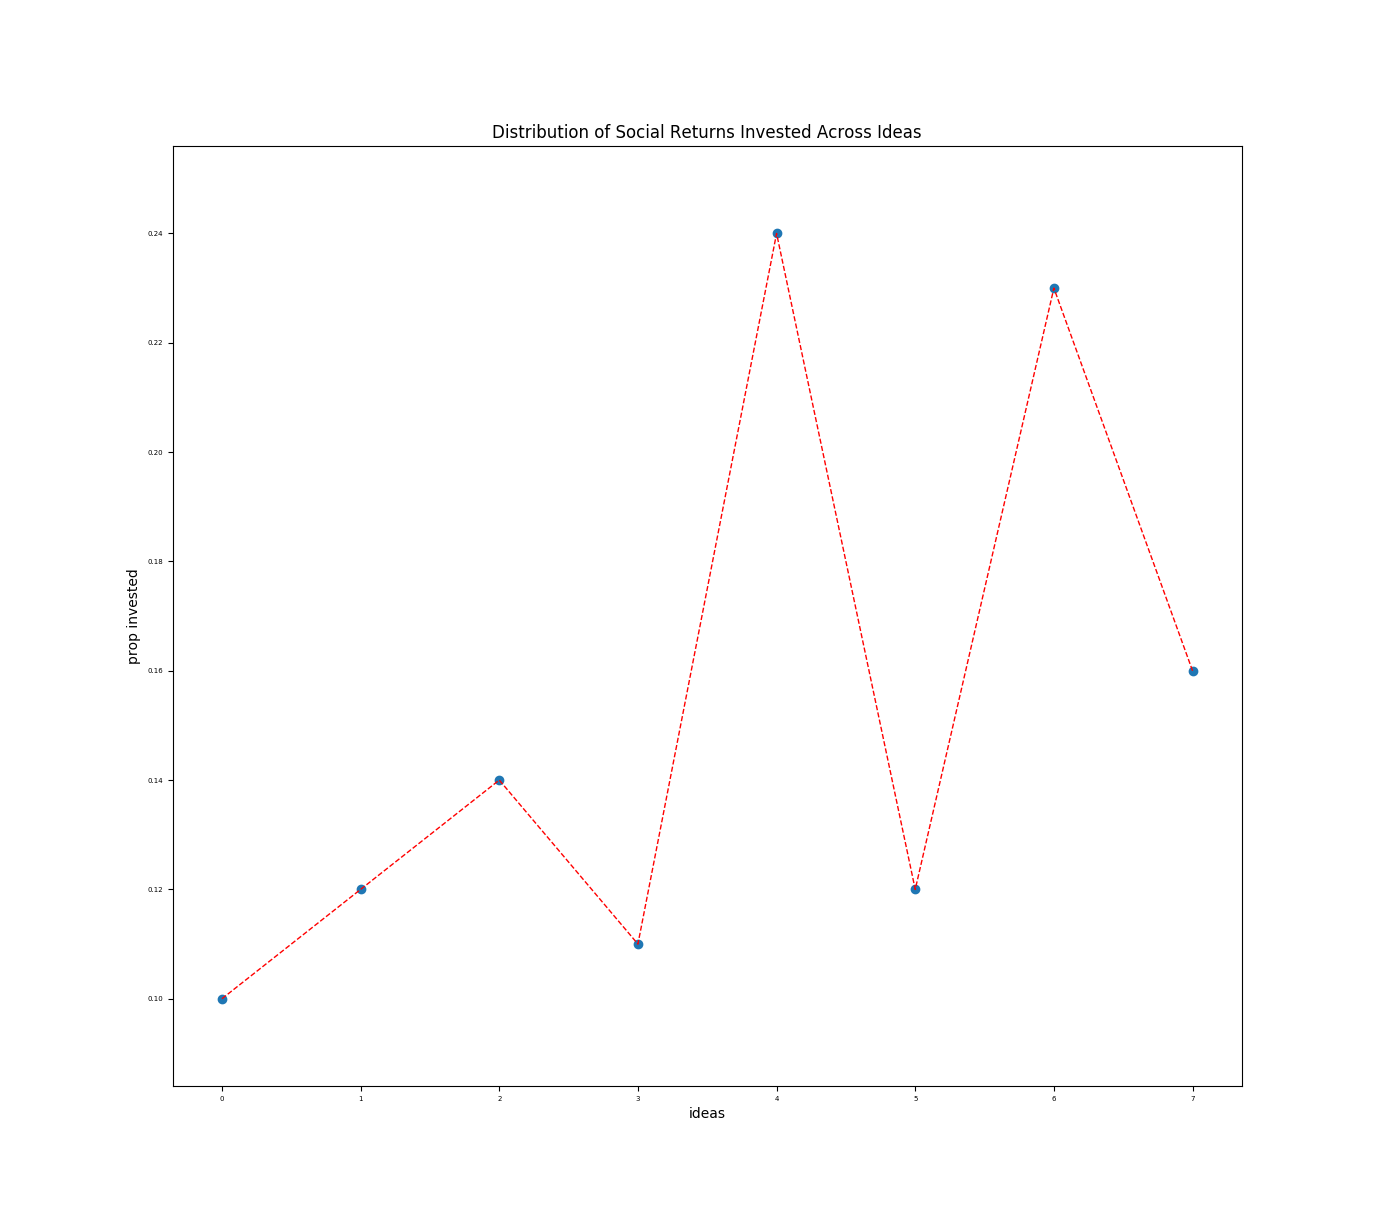 Distribution of Social Returns Invested Across Ideas
0.24
0.22
0.20
0.18
0.16
0.14
0.12
0.10
prop invested
0 1 2 3 4 5 6 7
ideas